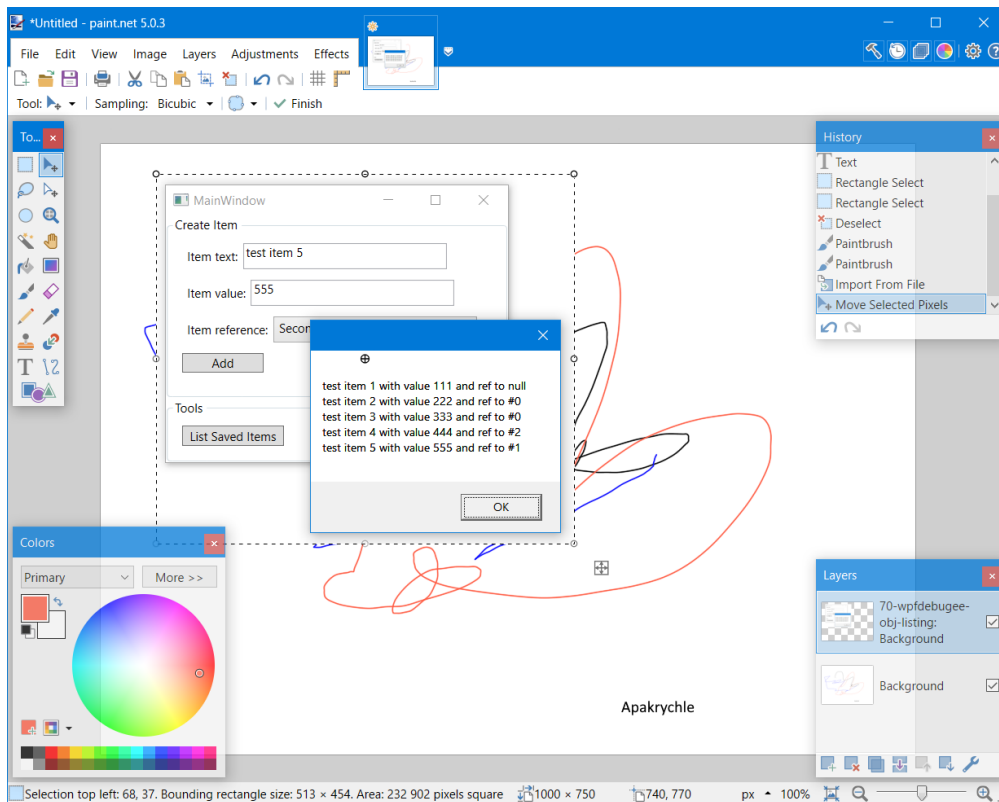 *Untitled - paint.net 5.0.3
File Edit View Image Layers Adjustments Effects
Tool: Sampling: Bicubic Finish
To...
History
Text
Rectangle Select
Rectangle Select
Deselect
Paintbrush
Paintbrush
Import From File
Move Selected Pixels
MainWindow
Create Item
Item text: test item 5
Item value: 555
Item reference: Secon
Add
Tools
List Saved Items
test item 1 with value 111 and ref to null
test item 2 with value 222 and ref to #0
test item 3 with value 333 and ref to #0
test item 4 with value 444 and ref to #2
test item 5 with value 555 and ref to #1
OK
Colors
Primary More >>
Layers
70-wpfdebugee-
obj-listing:
Background
Background
Apakrychle
Selection top left: 68, 37. Bounding rectangle size: 513 × 454. Area: 232 902 pixels square 1000 × 750 740, 770 px 100%